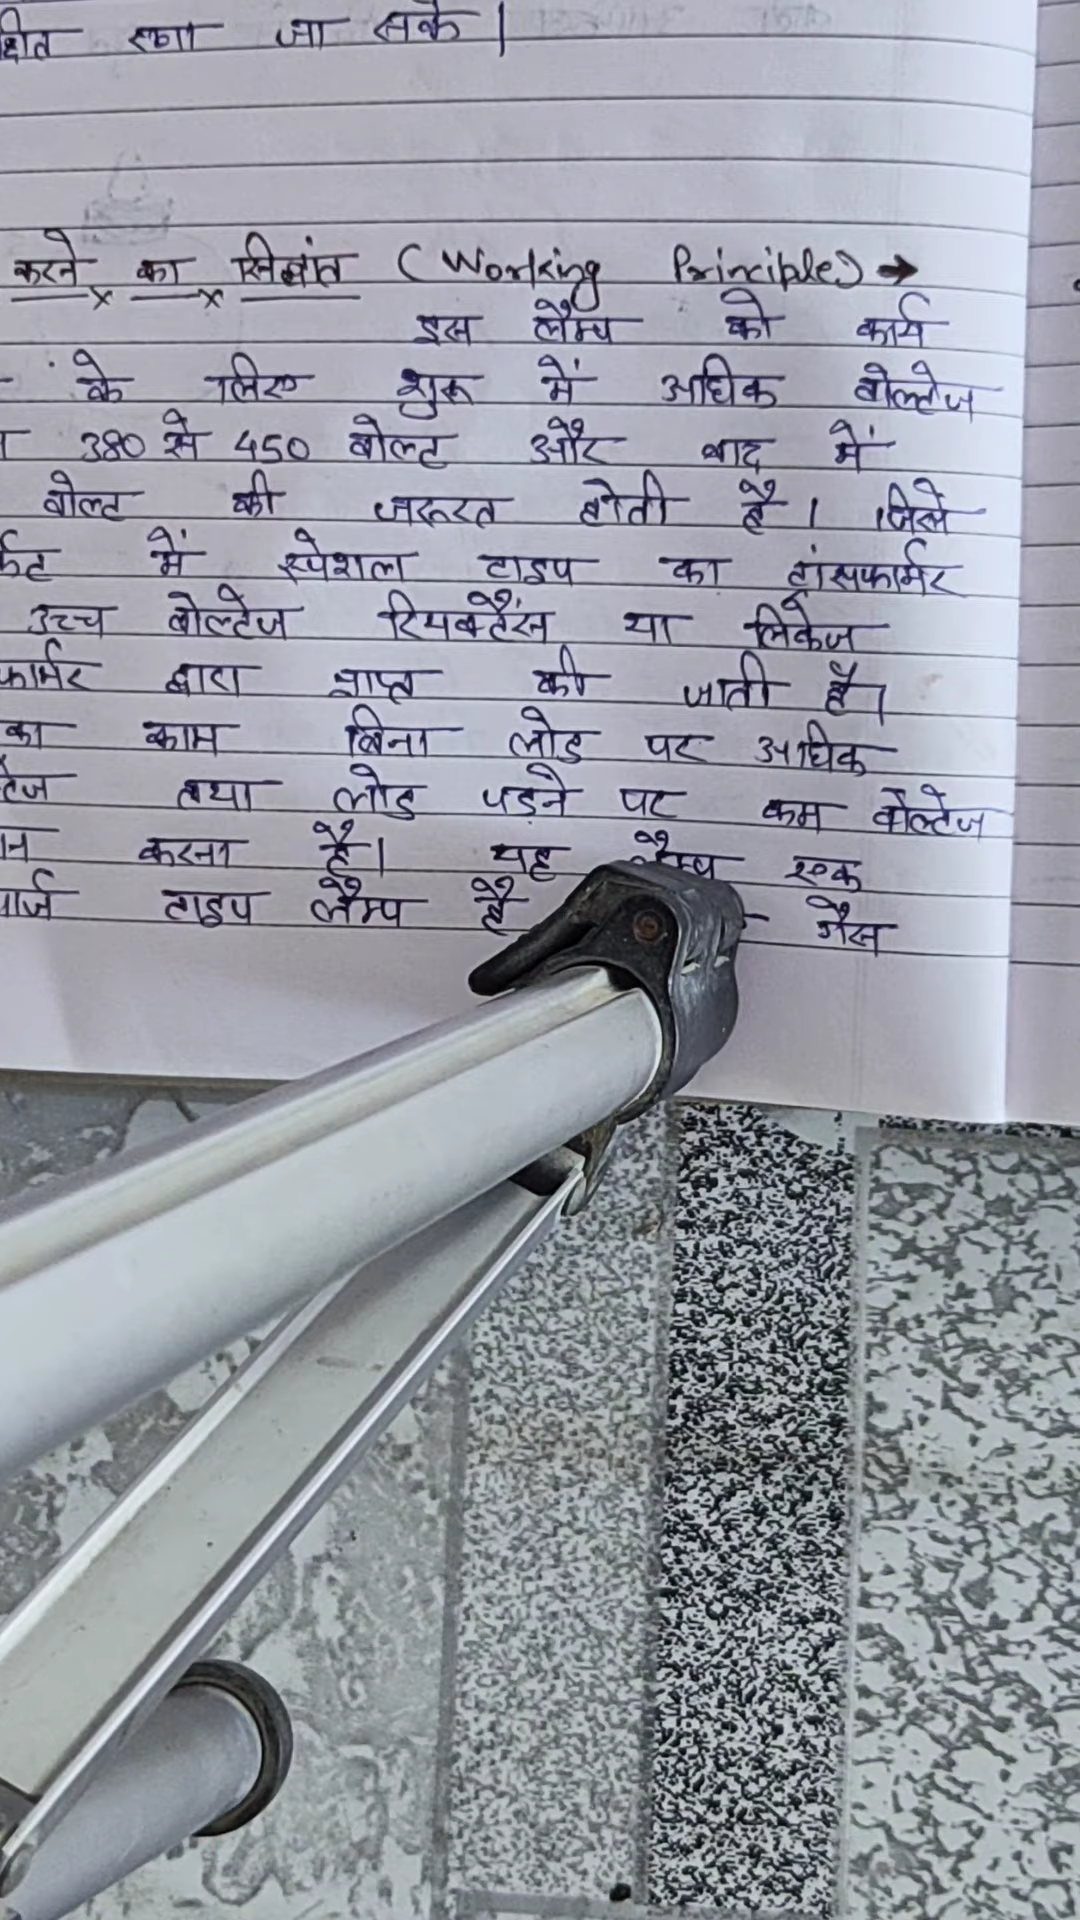 क्षित रखा जा सके |
करने का सिद्धांत (Working Principle) →
इस लैम्प को कार्य
के लिए शुरू में अधिक वोल्टेज
380 से 450 वोल्ट और बाद में
वोल्ट की जरूरत होती है। जिसे
र्कट में स्पेशल टाइप का ट्रांसफार्मर
उच्च वोल्टेज रियक्टैंस या लिकेज
फार्मर द्वारा प्राप्त की जाती है।
का काम बिना लोड पर अधिक
टेज तथा लोड पड़ने पर कम वोल्टेज
न करना है। यह लैम्प एक
चार्ज टाइप लैम्प है गैस